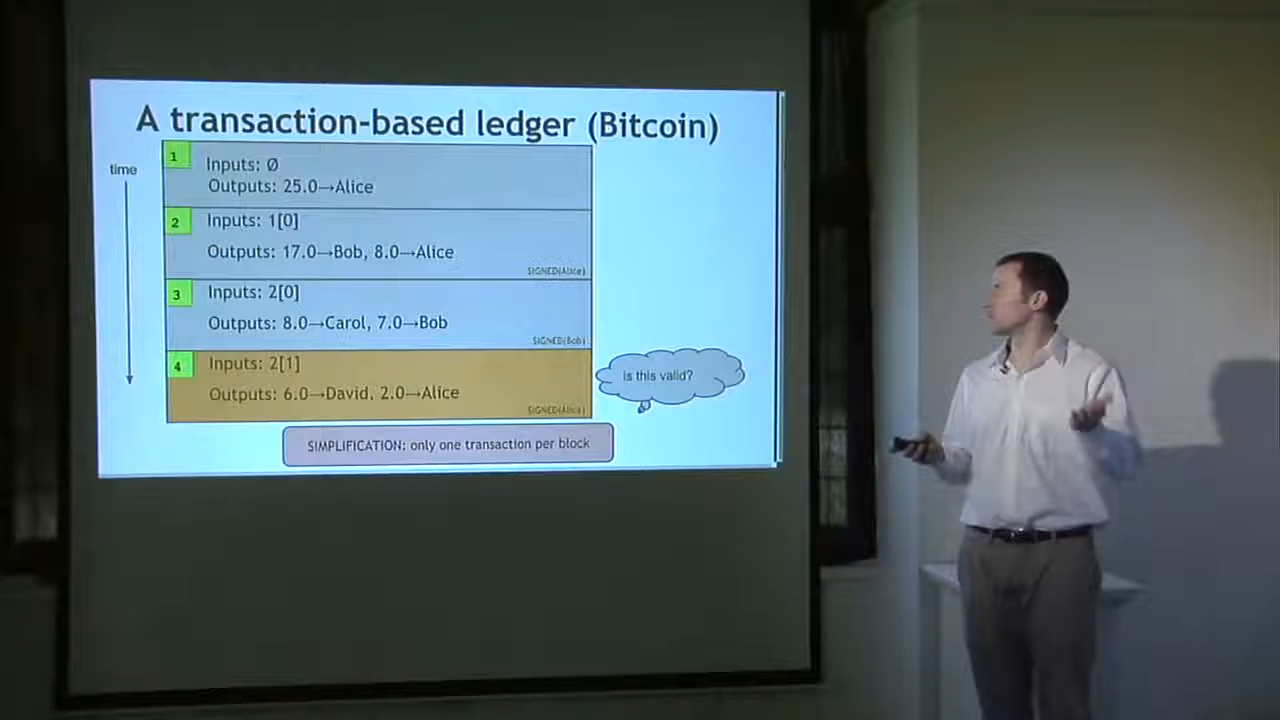 A transaction-based ledger (Bitcoin)
time
1
Inputs: Ø
Outputs: 25.0→Alice
2
Inputs: 1[0]
Outputs: 17.0→Bob, 8.0→Alice
SIGNED(Alice)
3
Inputs: 2[0]
Outputs: 8.0→Carol, 7.0→Bob
SIGNED(Bob)
4
Inputs: 2[1]
Outputs: 6.0→David, 2.0→Alice
SIGNED(Alice)
is this valid?
SIMPLIFICATION: only one transaction per block